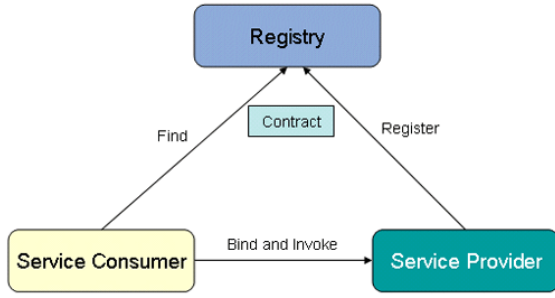 Registry
Contract
Find
Register
Bind and Invoke
Service Consumer
Service Provider